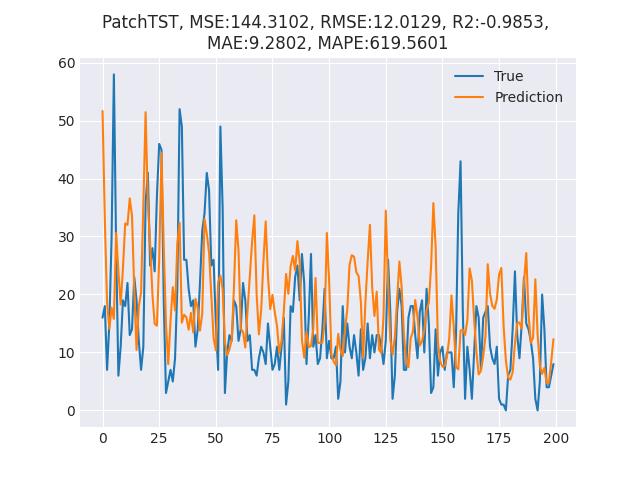 PatchTST, MSE:144.3102, RMSE:12.0129, R2:-0.9853,
MAE:9.2802, MAPE:619.5601
True
Prediction
60
50
40
30
20
10
0
0 25 50 75 100 125 150 175 200